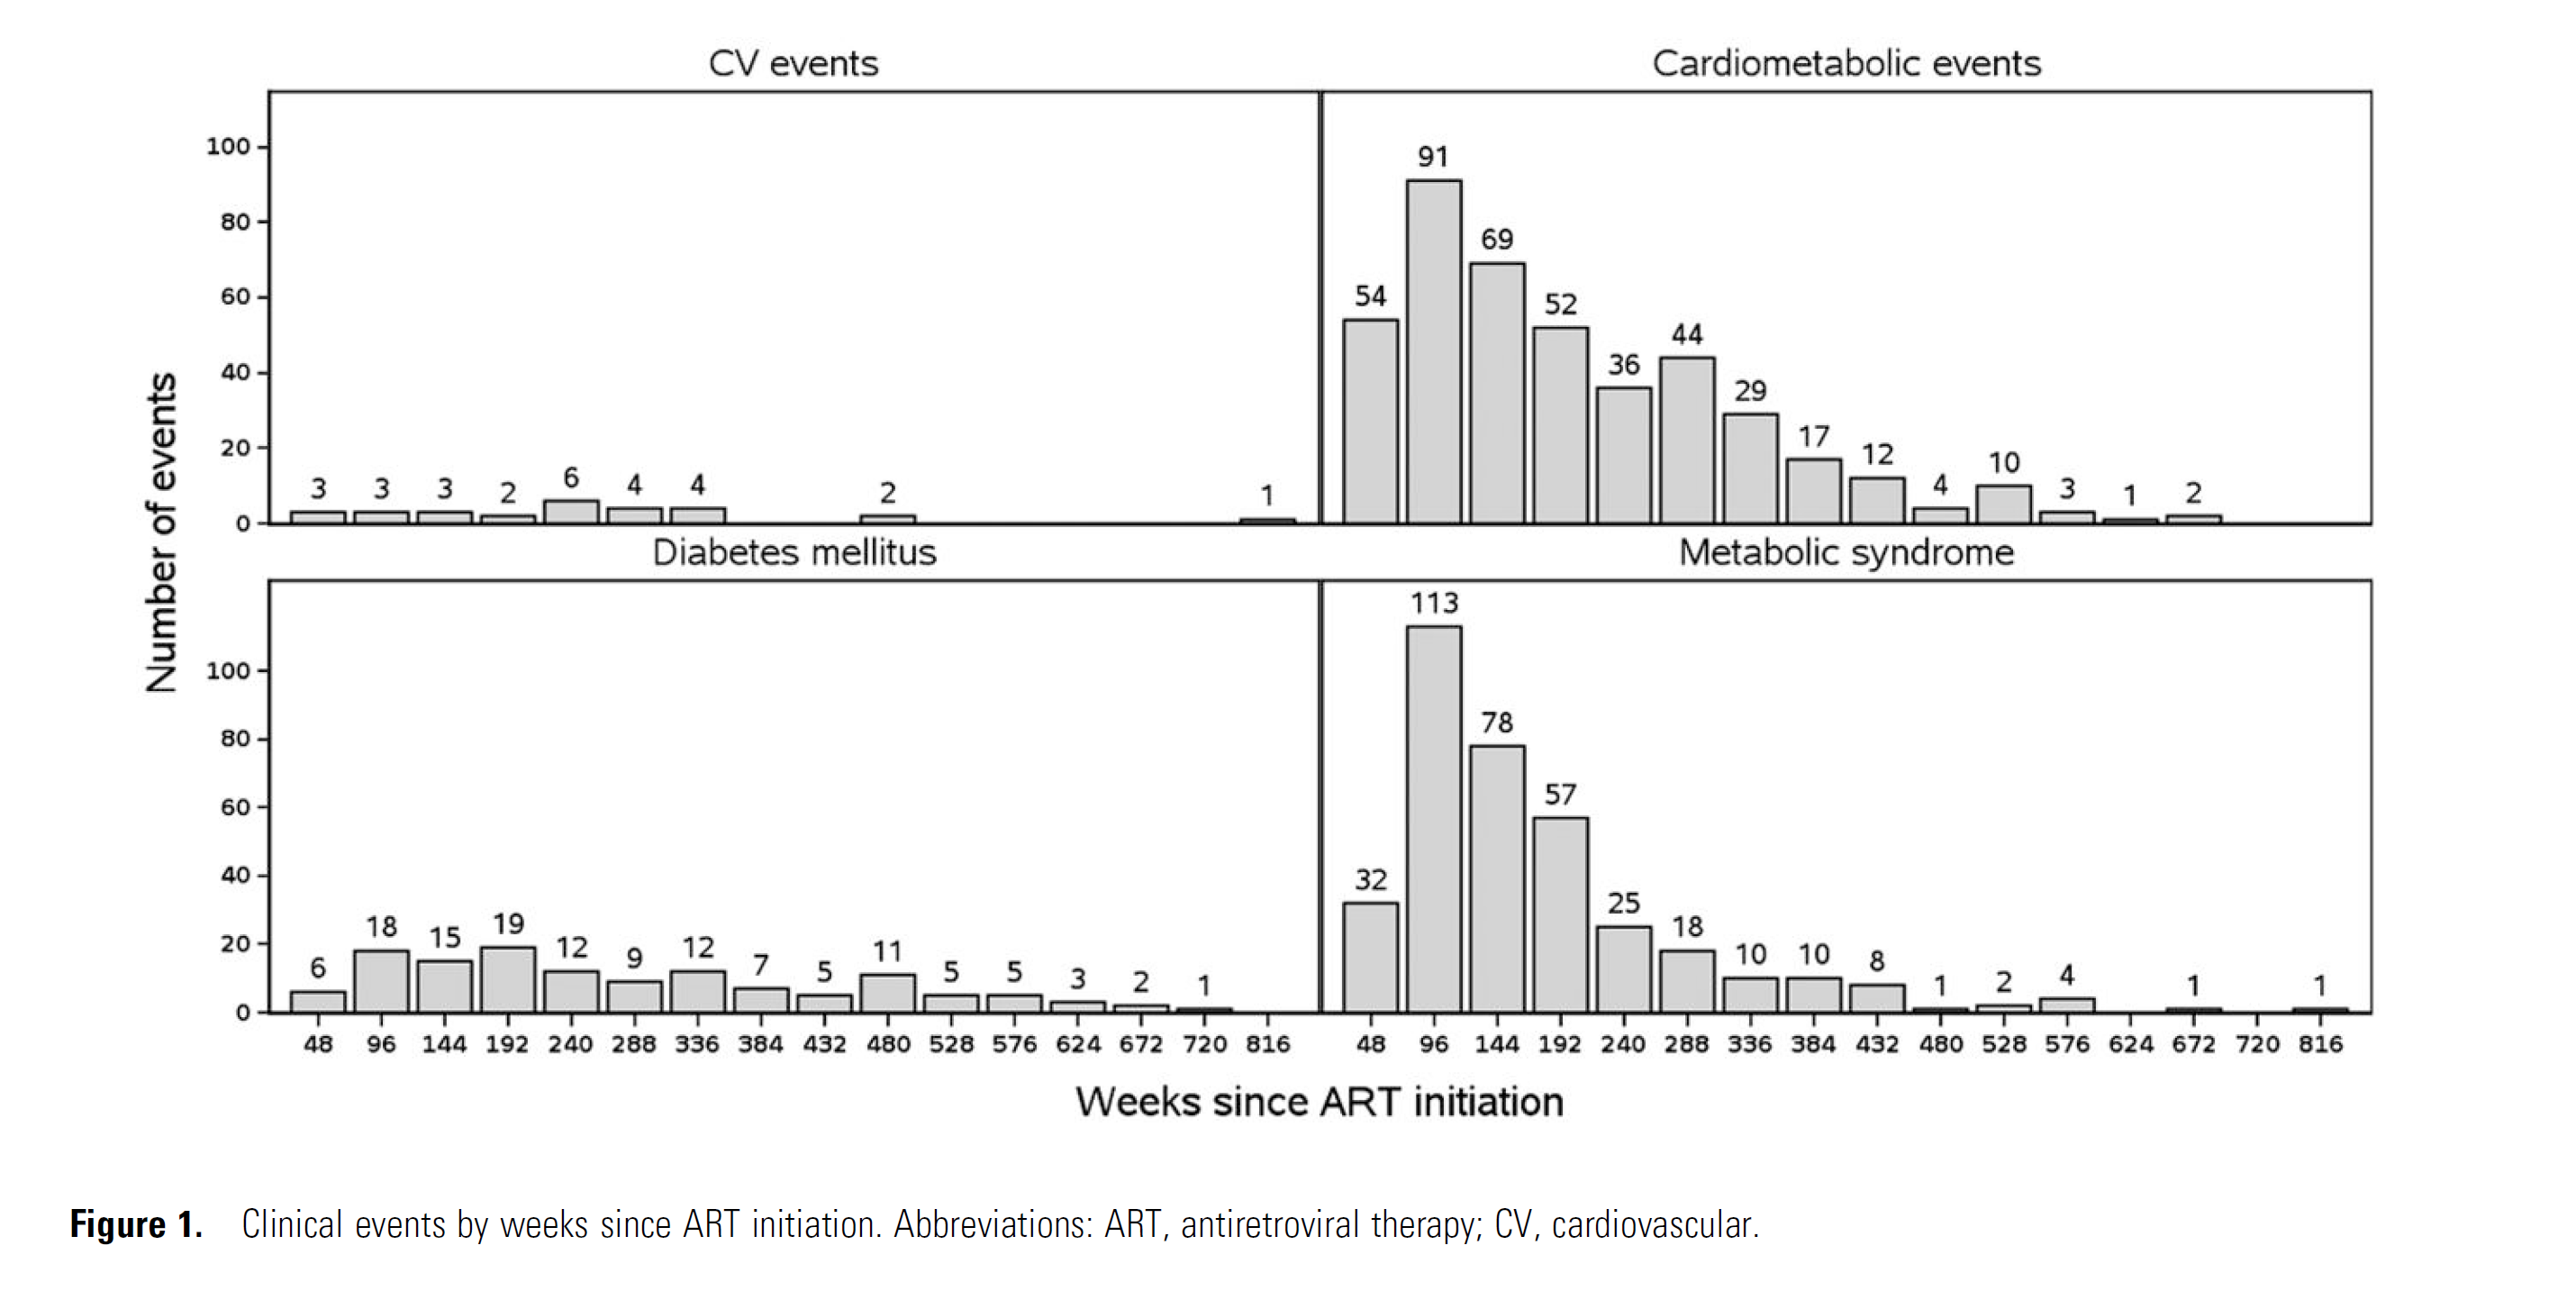 CV events
Cardiometabolic events
Number of events
100
80
60
40
20
0
3 3 3 2 6 4 4 2 1
54 91 69 52 36 44 29 17 12 4 10 3 1 2
Diabetes mellitus
Metabolic syndrome
100
80
60
40
20
0
6 18 15 19 12 9 12 7 5 11 5 5 3 2 1
32 113 78 57 25 18 10 10 8 1 2 4 1 1
48 96 144 192 240 288 336 384 432 480 528 576 624 672 720 816
48 96 144 192 240 288 336 384 432 480 528 576 624 672 720 816
Weeks since ART initiation
Figure 1. Clinical events by weeks since ART initiation. Abbreviations: ART, antiretroviral therapy; CV, cardiovascular.